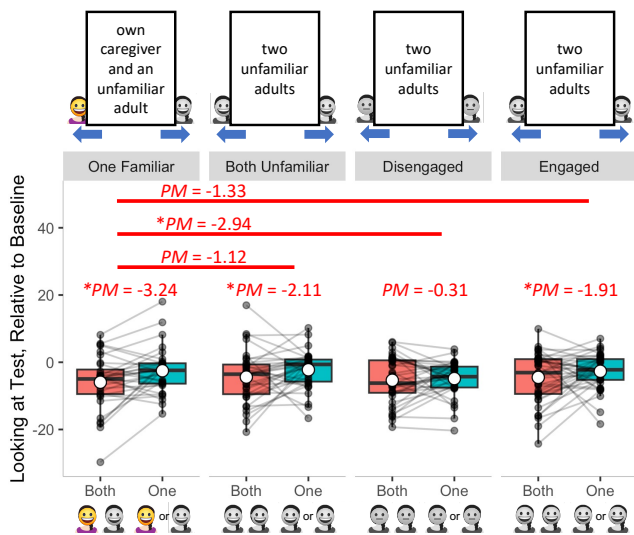 own
caregiver
and an
unfamiliar
adult
two
unfamiliar
adults
two
unfamiliar
adults
two
unfamiliar
adults
One Familiar
Both Unfamiliar
Disengaged
Engaged
Looking at Test, Relative to Baseline
40
20
0
-20
PM = -1.33
*PM = -2.94
PM = -1.12
*PM = -3.24
*PM = -2.11
PM = -0.31
*PM = -1.91
Both One
Both One
Both One
Both One
or
or
or
or